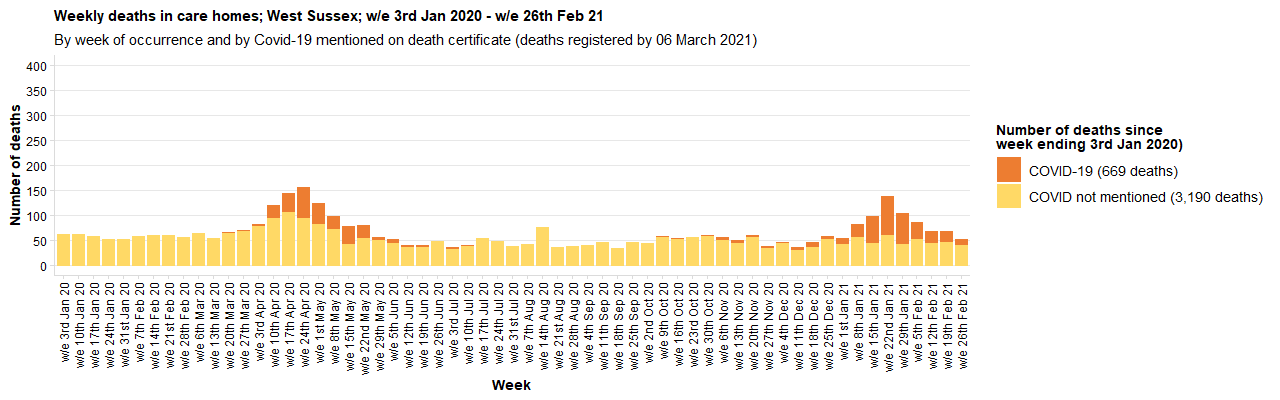 Weekly deaths in care homes; West Sussex; w/e 3rd Jan 2020 - w/e 26th Feb 21
By week of occurrence and by Covid-19 mentioned on death certificate (deaths registered by 06 March 2021)
Number of deaths
400
350
300
250
200
150
100
50
0
w/e 3rd Jan 20
w/e 10th Jan 20
w/e 17th Jan 20
w/e 24th Jan 20
w/e 31st Jan 20
w/e 7th Feb 20
w/e 14th Feb 20
w/e 21st Feb 20
w/e 28th Feb 20
w/e 6th Mar 20
w/e 13th Mar 20
w/e 20th Mar 20
w/e 27th Mar 20
w/e 3rd Apr 20
w/e 10th Apr 20
w/e 17th Apr 20
w/e 24th Apr 20
w/e 1st May 20
w/e 8th May 20
w/e 15th May 20
w/e 22nd May 20
w/e 29th May 20
w/e 5th Jun 20
w/e 12th Jun 20
w/e 19th Jun 20
w/e 26th Jun 20
w/e 3rd Jul 20
w/e 10th Jul 20
w/e 17th Jul 20
w/e 24th Jul 20
w/e 31st Jul 20
w/e 7th Aug 20
w/e 14th Aug 20
w/e 21st Aug 20
w/e 28th Aug 20
w/e 4th Sep 20
w/e 11th Sep 20
w/e 18th Sep 20
w/e 25th Sep 20
w/e 2nd Oct 20
w/e 9th Oct 20
w/e 16th Oct 20
w/e 23rd Oct 20
w/e 30th Oct 20
w/e 6th Nov 20
w/e 13th Nov 20
w/e 20th Nov 20
w/e 27th Nov 20
w/e 4th Dec 20
w/e 11th Dec 20
w/e 18th Dec 20
w/e 25th Dec 20
w/e 1st Jan 21
w/e 8th Jan 21
w/e 15th Jan 21
w/e 22nd Jan 21
w/e 29th Jan 21
w/e 5th Feb 21
w/e 12th Feb 21
w/e 19th Feb 21
w/e 26th Feb 21
Week
Number of deaths since
week ending 3rd Jan 2020)
COVID-19 (669 deaths)
COVID not mentioned (3,190 deaths)